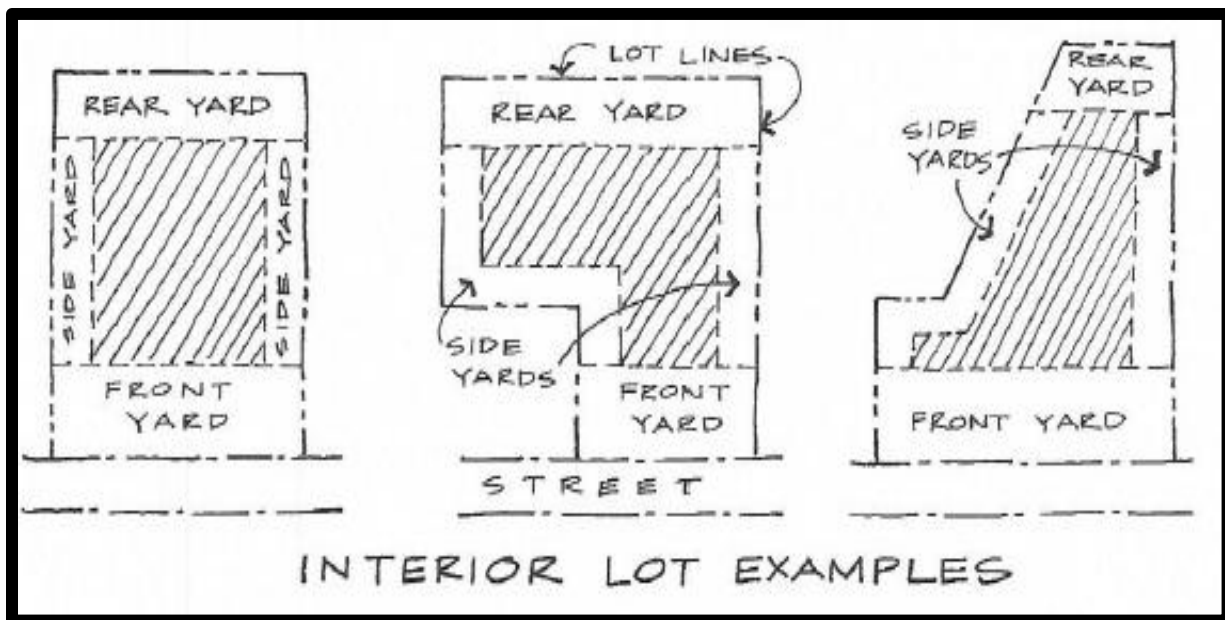 REAR YARD
SIDE YARD
SIDE YARD
FRONT
YARD
LOT LINES
REAR YARD
SIDE
YARDS
FRONT
YARD
STREET
REAR
YARD
SIDE
YARDS
FRONT YARD
INTERIOR LOT EXAMPLES